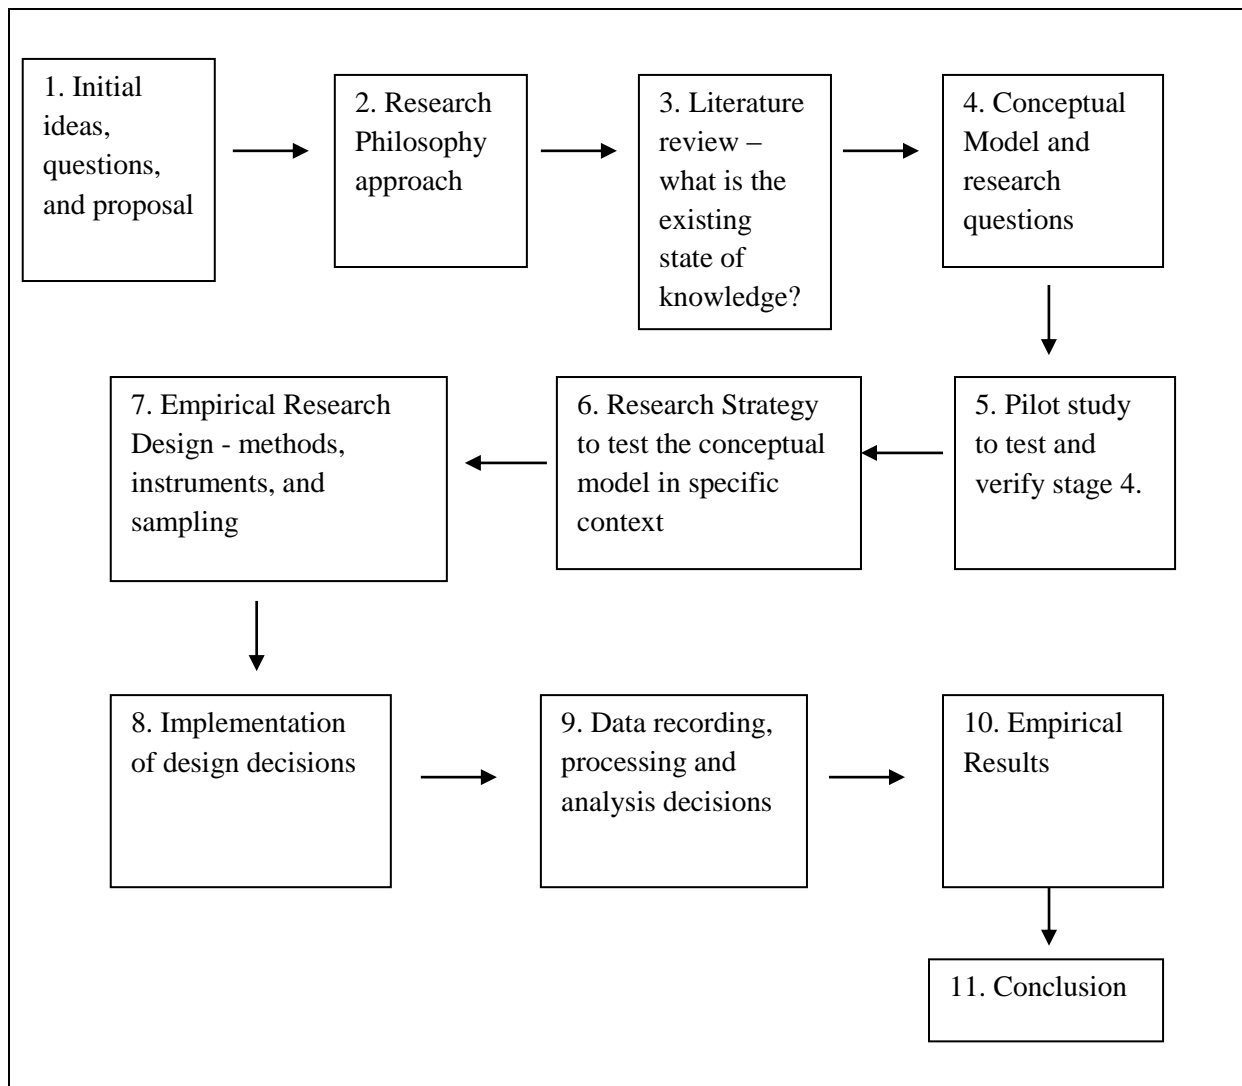 1. Initial
ideas,
questions,
and proposal
2. Research
Philosophy
approach
3. Literature
review –
what is the
existing
state of
knowledge?
4. Conceptual
Model and
research
questions
5. Pilot study
to test and
verify stage 4.
6. Research Strategy
to test the conceptual
model in specific
context
7. Empirical Research
Design - methods,
instruments, and
sampling
8. Implementation
of design decisions
9. Data recording,
processing and
analysis decisions
10. Empirical
Results
11. Conclusion